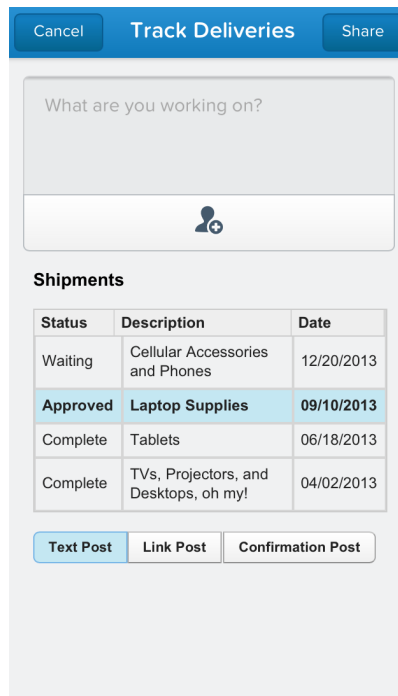 Cancel Track Deliveries Share
What are you working on?
Shipments
Status Description Date
Waiting Cellular Accessories and Phones 12/20/2013
Approved Laptop Supplies 09/10/2013
Complete Tablets 06/18/2013
Complete TVs, Projectors, and Desktops, oh my! 04/02/2013
Text Post Link Post Confirmation Post